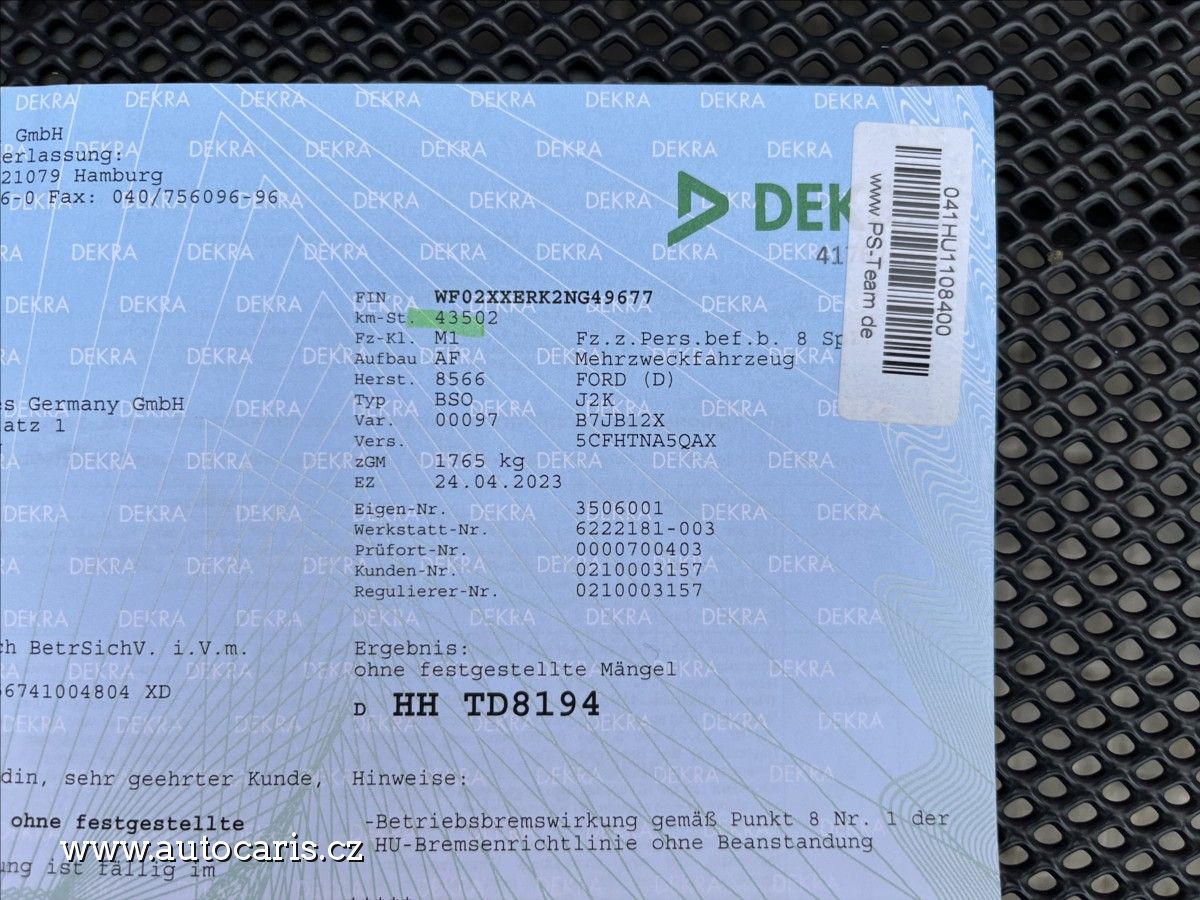 GmbH
erlassung:
21079 Hamburg
6-0 Fax: 040/756096-96
DEK
417
041HU1108400
www.PS-Team.de
FIN WF02XXERK2NG49677
km-St. 43502
Fz-Kl. M1 Fz.z.Pers.bef.b. 8 Sp
Aufbau AF Mehrzweckfahrzeug
Herst. 8566 FORD (D)
Typ BSO J2K
Var. 00097 B7JB12X
Vers. 5CFHTNA5QAX
zGM 1765 kg
EZ 24.04.2023
es Germany GmbH
atz 1
Eigen-Nr. 3506001
Werkstatt-Nr. 6222181-003
Prüfort-Nr. 0000700403
Kunden-Nr. 0210003157
Regulierer-Nr. 0210003157
ch BetrSichV. i.V.m.
56741004804 XD
Ergebnis:
ohne festgestellte Mängel
D HH TD8194
din, sehr geehrter Kunde,
ohne festgestellte
ung ist fällig im
Hinweise:
-Betriebsbremswirkung gemäß Punkt 8 Nr. 1 der
HU-Bremsenrichtlinie ohne Beanstandung
www.autocaris.cz